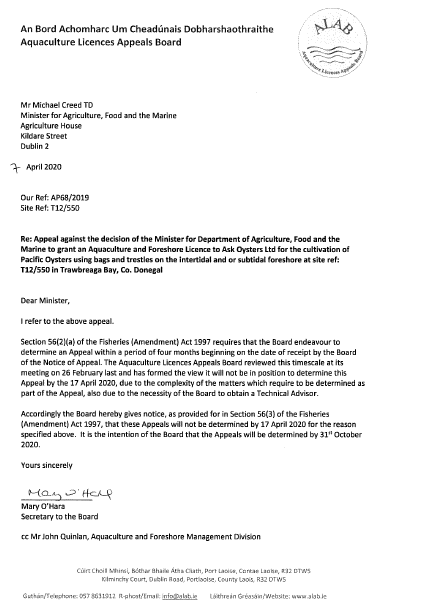 An Bord Achomharc Um Cheadúnais Dobharshaothraithe
Aquaculture Licences Appeals Board
ALAB
Aquaculture Licences Appeals Board
Mr Michael Creed TD
Minister for Agriculture, Food and the Marine
Agriculture House
Kildare Street
Dublin 2
7 April 2020
Our Ref: AP68/2019
Site Ref: T12/550
Re: Appeal against the decision of the Minister for Department of Agriculture, Food and the
Marine to grant an Aquaculture and Foreshore Licence to Ask Oysters Ltd for the cultivation of
Pacific Oysters using bags and trestles on the intertidal and or subtidal foreshore at site ref:
T12/550 in Trawbreaga Bay, Co. Donegal
Dear Minister,
I refer to the above appeal.
Section 56(2)(a) of the Fisheries (Amendment) Act 1997 requires that the Board endeavour to
determine an Appeal within a period of four months beginning on the date of receipt by the Board
of the Notice of Appeal. The Aquaculture Licences Appeals Board reviewed this timescale at its
meeting on 26 February last and has formed the view it will not be in position to determine this
Appeal by the 17 April 2020, due to the complexity of the matters which require to be determined as
part of the Appeal, also due to the necessity of the Board to obtain a Technical Advisor.
Accordingly the Board hereby gives notice, as provided for in Section 56(3) of the Fisheries
(Amendment) Act 1997, that these Appeals will not be determined by 17 April 2020 for the reason
specified above. It is the intention of the Board that the Appeals will be determined by 31st October
2020.
Yours sincerely
Mary O'Hara
Mary O'Hara
Secretary to the Board
cc Mr John Quinlan, Aquaculture and Foreshore Management Division
Cúirt Choill Mhinsí, Bóthar Bhaile Átha Cliath, Port Laoise, Contae Laoise, R32 DTW5
Kilminchy Court, Dublin Road, Portlaoise, County Laois, R32 DTW5
Guthán/Telephone: 057 8631912 R-phost/Email: info@alab.ie Láithreán Gréasáin/Website: www.alab.ie